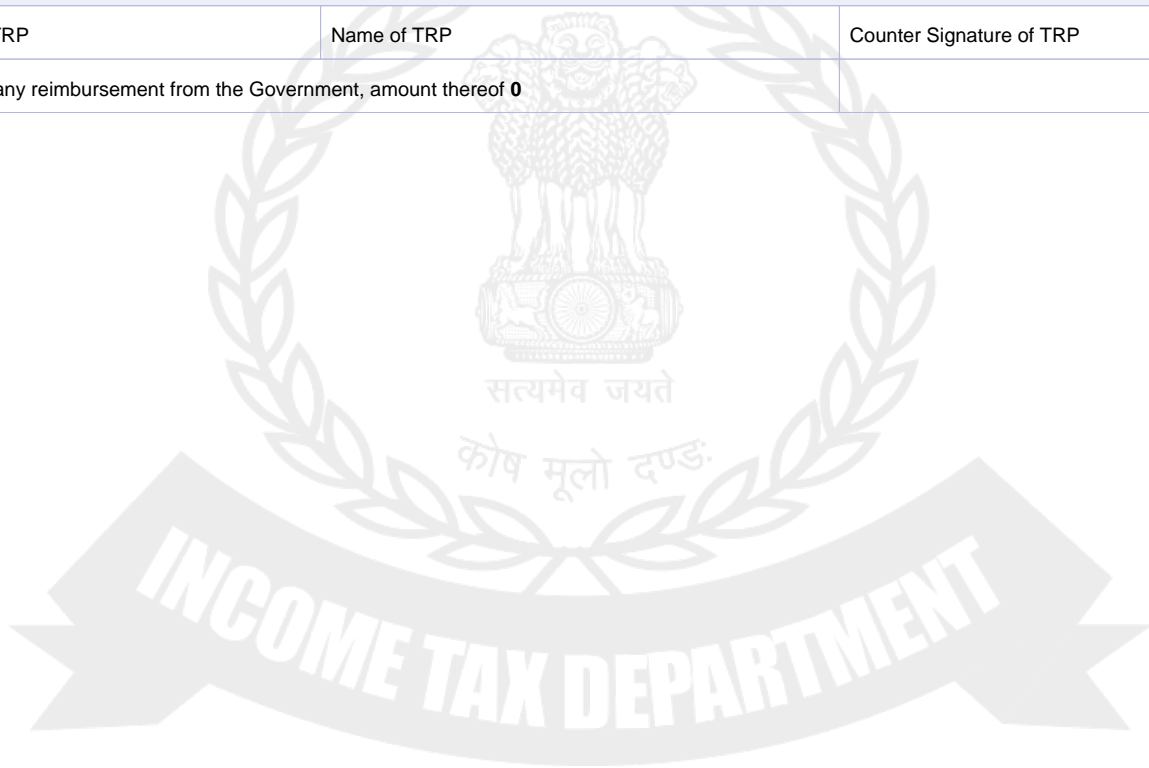 TRP Name of TRP Counter Signature of TRP
any reimbursement from the Government, amount thereof 0
सत्यमेव जयते
कोष मूलो दण्डः
INCOME TAX DEPARTMENT